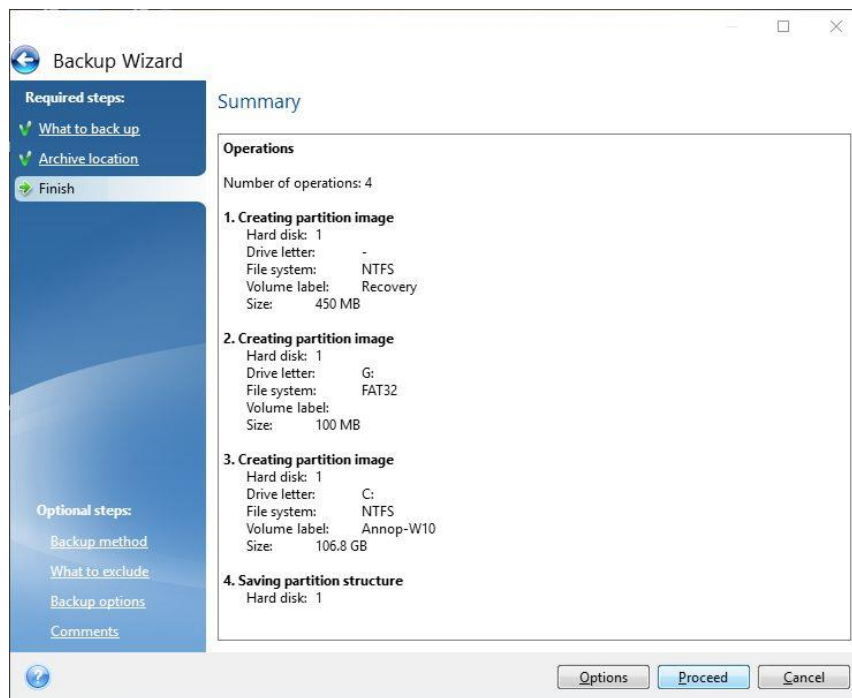 Backup Wizard
Required steps:
What to back up
Archive location
Finish
Optional steps:
Backup method
What to exclude
Backup options
Comments
Summary
Operations
Number of operations: 4
1. Creating partition image
Hard disk: 1
Drive letter: -
File system: NTFS
Volume label: Recovery
Size: 450 MB
2. Creating partition image
Hard disk: 1
Drive letter: G:
File system: FAT32
Volume label:
Size: 100 MB
3. Creating partition image
Hard disk: 1
Drive letter: C:
File system: NTFS
Volume label: Annop-W10
Size: 106.8 GB
4. Saving partition structure
Hard disk: 1
Options Proceed Cancel